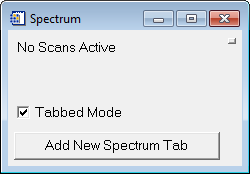 Spectrum
No Scans Active
Tabbed Mode
Add New Spectrum Tab